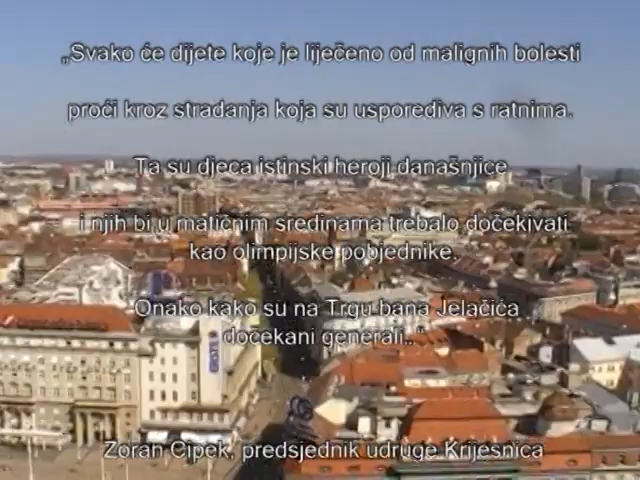 „Svako će dijete koje je liječeno od malignih bolesti
proći kroz stradanja koja su usporediva s ratnima.
Ta su djeca istinski heroji današnjice
i njih bi u matičnim sredinama trebalo dočekivati
kao olimpijske pobjednike.
Onako kako su na Trgu bana Jelačića
dočekani generali..“
Zoran Cipek, predsjednik udruge Krijesnica